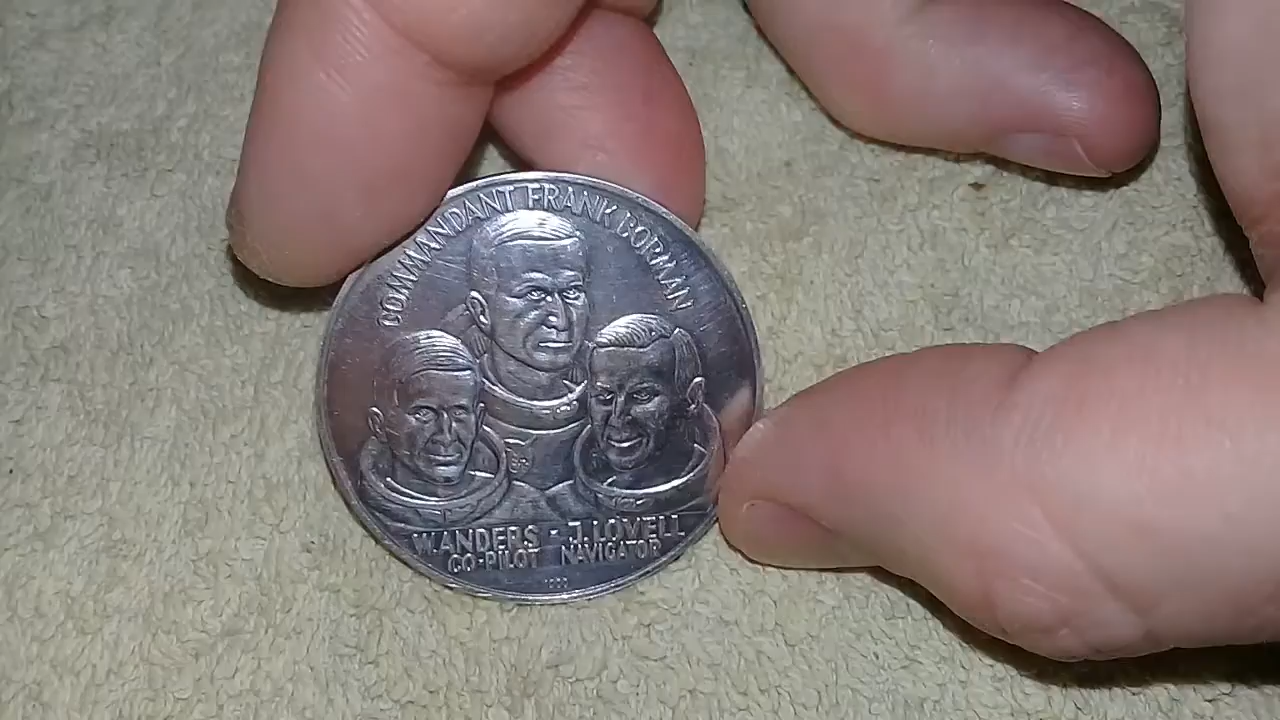 COMMANDANT FRANK BORMAN
W.ANDERS - J.LOVELL
CO-PILOT NAVIGATOR